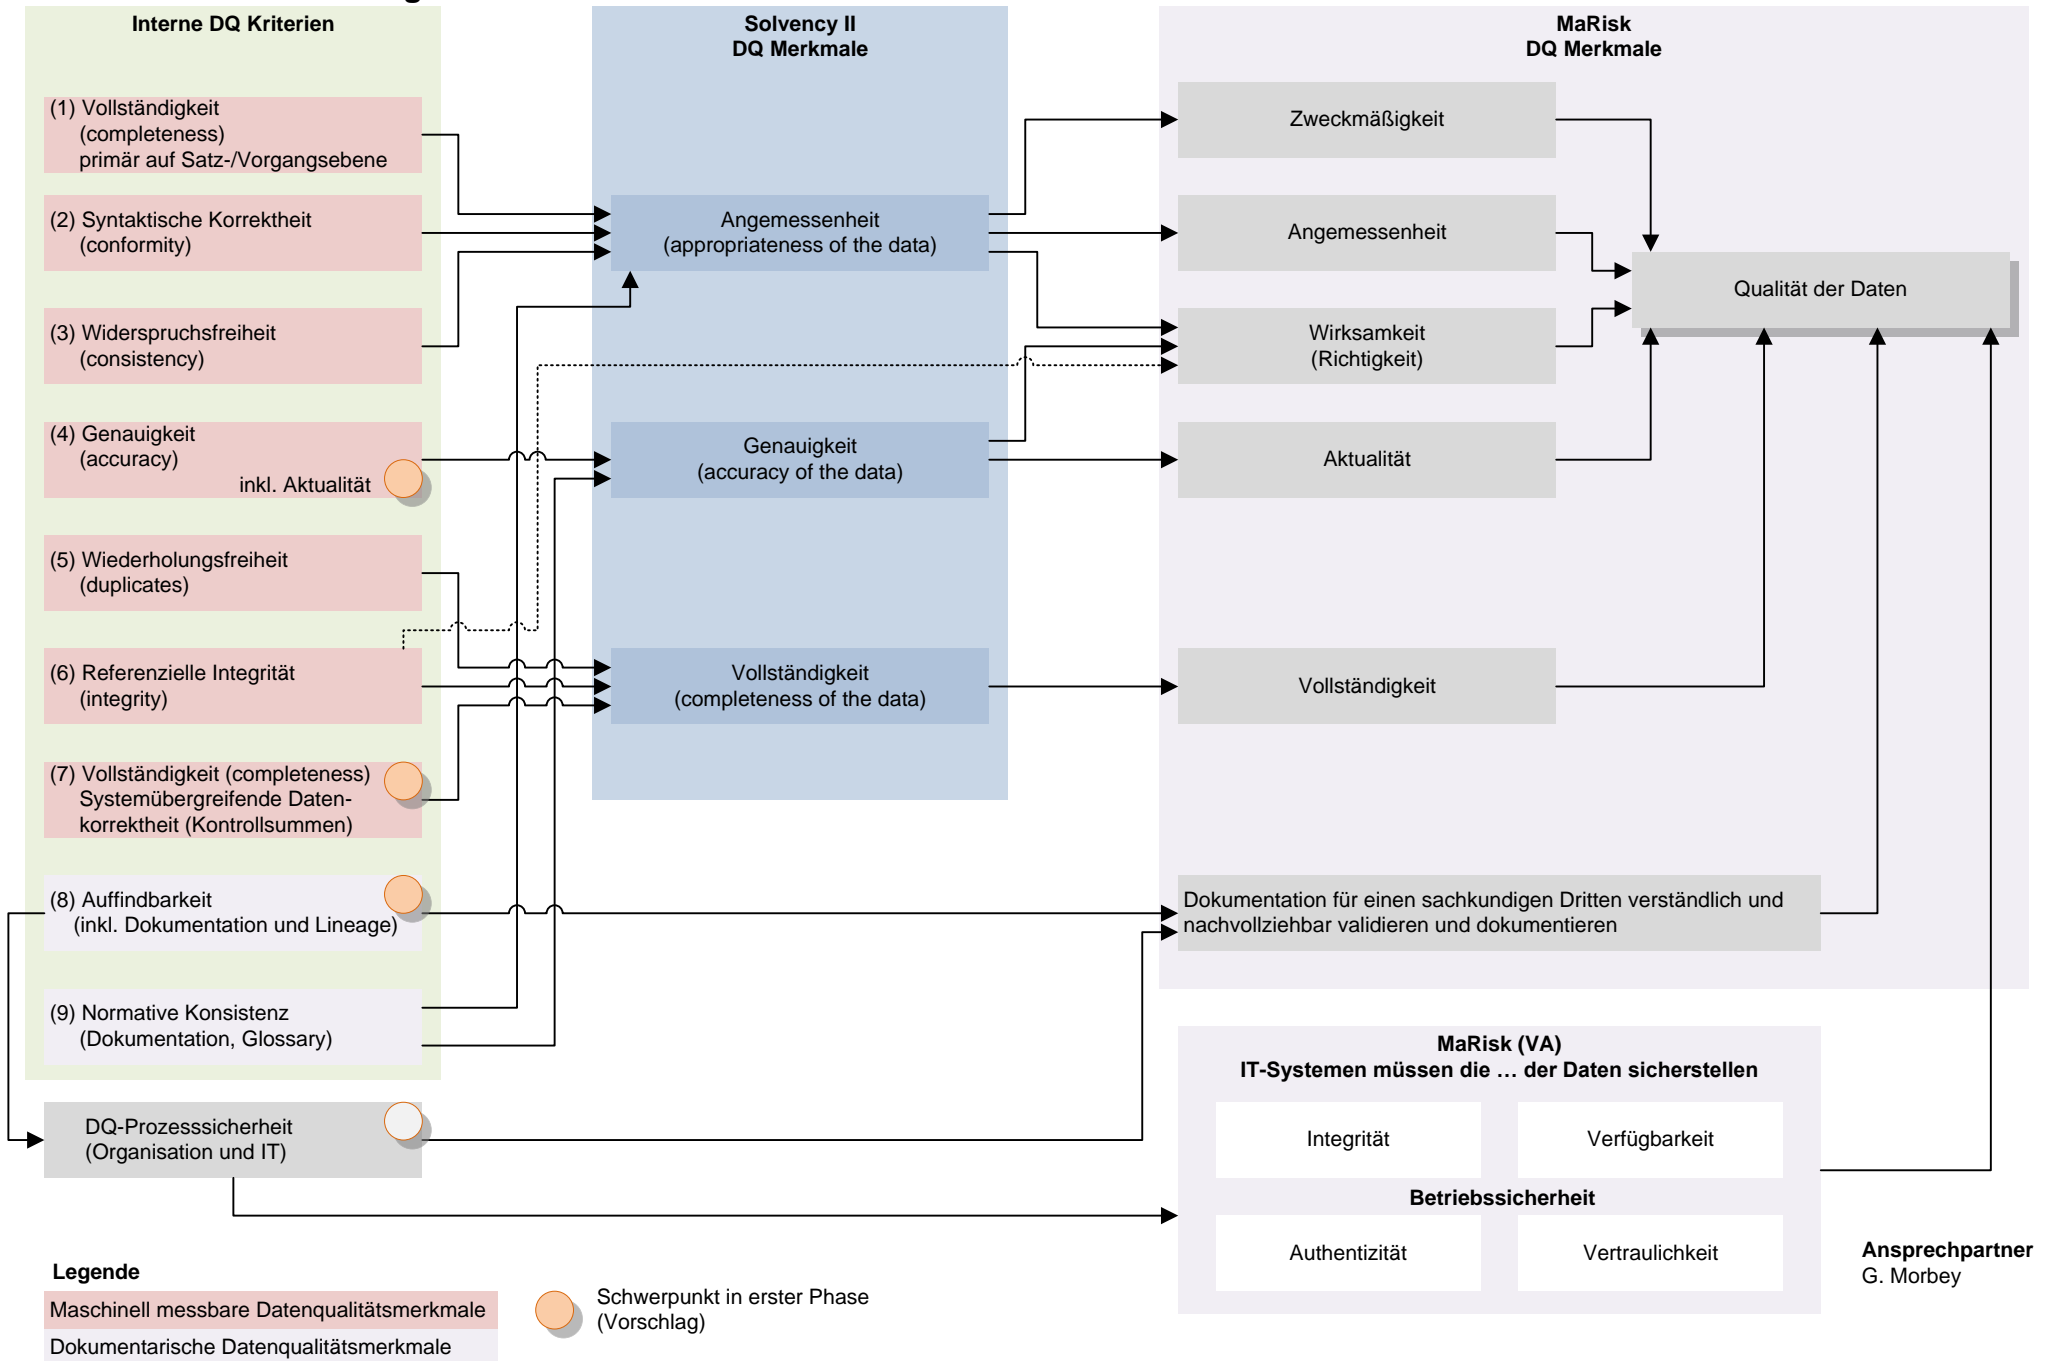 Interne DQ Kriterien
(1) Vollständigkeit
(completeness)
primär auf Satz-/Vorgangsebene
(2) Syntaktische Korrektheit
(conformity)
(3) Widerspruchsfreiheit
(consistency)
(4) Genauigkeit
(accuracy)
inkl. Aktualität
(5) Wiederholungsfreiheit
(duplicates)
(6) Referenzielle Integrität
(integrity)
(7) Vollständigkeit (completeness)
Systemübergreifende Daten-
korrektheit (Kontrollsummen)
(8) Auffindbarkeit
(inkl. Dokumentation und Lineage)
(9) Normative Konsistenz
(Dokumentation, Glossary)
DQ-Prozesssicherheit
(Organisation und IT)
Solvency II
DQ Merkmale
Angemessenheit
(appropriateness of the data)
Genauigkeit
(accuracy of the data)
Vollständigkeit
(completeness of the data)
MaRisk
DQ Merkmale
Zweckmäßigkeit
Angemessenheit
Wirksamkeit
(Richtigkeit)
Aktualität
Vollständigkeit
Qualität der Daten
Dokumentation für einen sachkundigen Dritten verständlich und
nachvollziehbar validieren und dokumentieren
MaRisk (VA)
IT-Systemen müssen die … der Daten sicherstellen
Integrität
Verfügbarkeit
Betriebssicherheit
Authentizität
Vertraulichkeit
Ansprechpartner
G. Morbey
Legende
Maschinell messbare Datenqualitätsmerkmale
Dokumentarische Datenqualitätsmerkmale
Schwerpunkt in erster Phase
(Vorschlag)